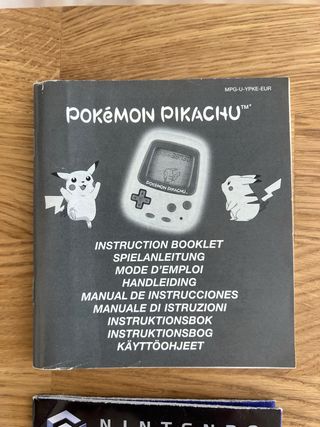 MPG-U-YPKE-EUR
POKéMON PIKACHU™*
POKéMON PIKACHU
INSTRUCTION BOOKLET
SPIELANLEITUNG
MODE D'EMPLOI
HANDLEIDING
MANUAL DE INSTRUCCIONES
MANUALE DI ISTRUZIONI
INSTRUKTIONSBOK
INSTRUKTIONSBOG
KÄYTTÖOHJEET
NINTENDO